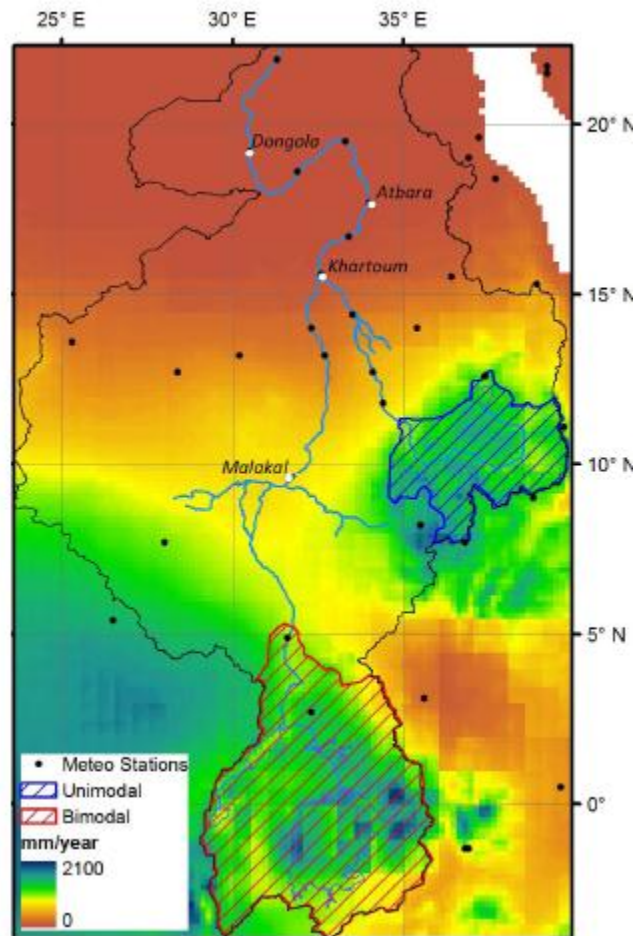 25° E 30° E 35° E
20° N
Dongola
Atbara
Khartoum
15° N
Malakal
10° N
5° N
Meteo Stations
Unimodal
Bimodal
0°
mm/year
2100
0